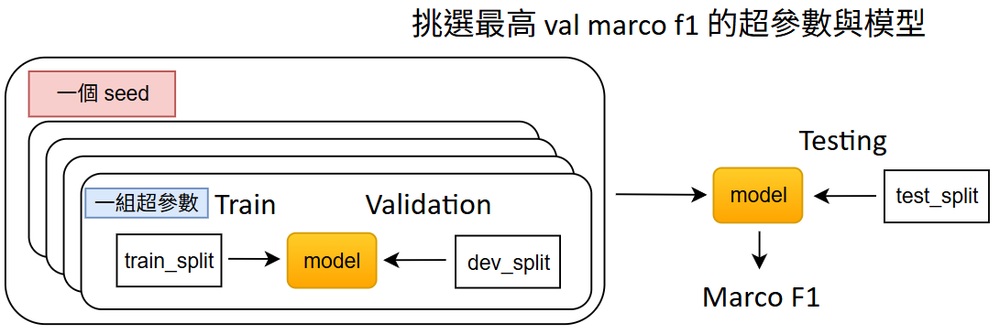 挑選最高 val marco f1 的超參數與模型
一個 seed
一組超參數
Train
Validation
train_split
model
dev_split
Testing
model
test_split
Marco F1